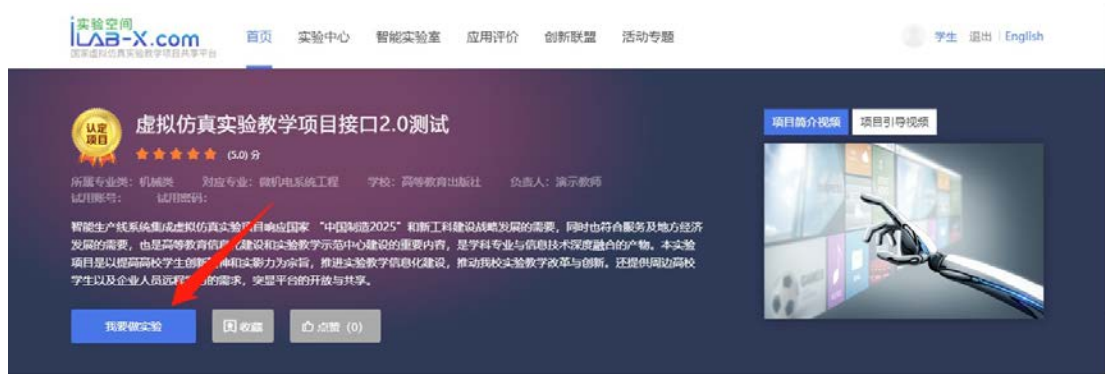 实验空间
iLAB-X.com
国家虚拟仿真实验教学项目共享平台
首页 实验中心 智能实验室 应用评价 创新联盟 活动专题
学生 退出 English
认定项目
虚拟仿真实验教学项目接口2.0测试
(5.0) 分
所属专业类：机械类 对应专业：微机电系统工程 学校：高等教育出版社 负责人：演示教师
试用账号： 试用密码：
智能生产线系统集成虚拟仿真实验项目响应国家 “中国制造2025” 和新工科建设战略发展的需要，同时也符合服务及地方经济
发展的需要，也是高等教育信息化建设和实验教学示范中心建设的重要内容，是学科专业与信息技术深度融合的产物。本实验
项目是以提高高校学生创新精神和实影力为宗旨，推进实验教学信息化建设，推动我校实验教学改革与创新。还提供周边高校
学生以及企业人员远程 的需求，突显平台的开放与共享。
我要做实验 收藏 点赞 (0)
项目简介视频 项目引导视频